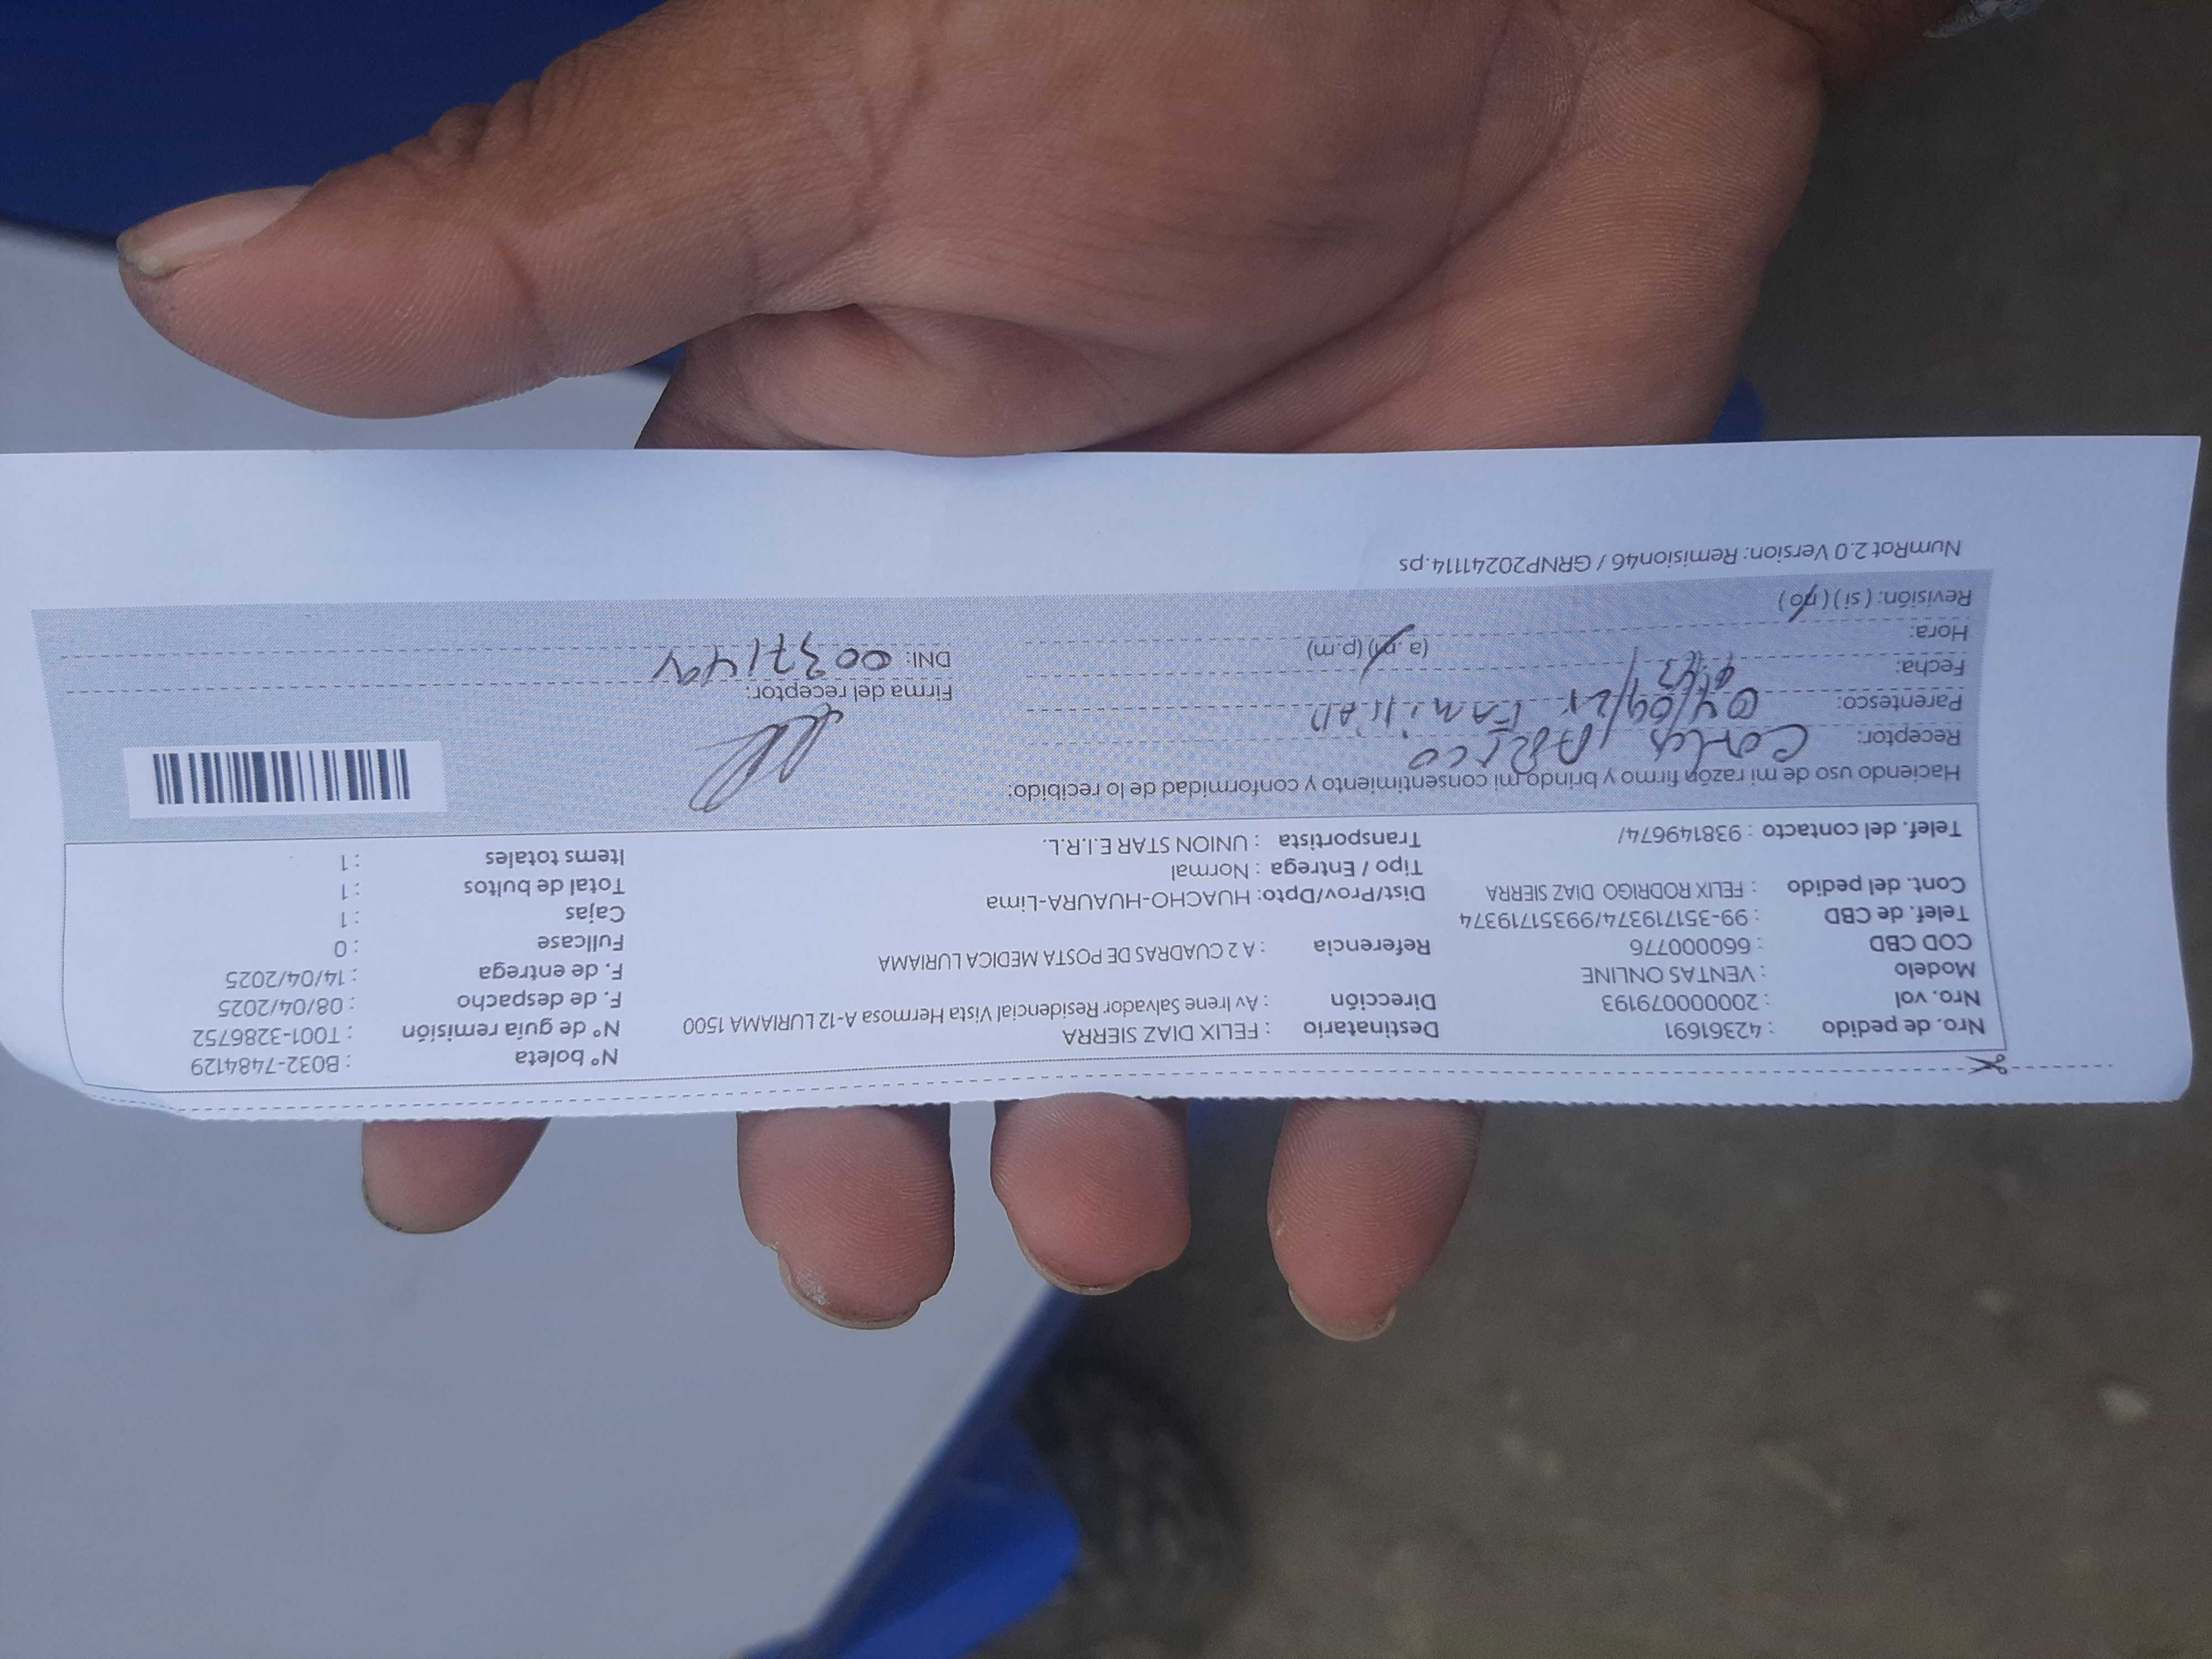 Nro. de pedido : 42361691
Nro. vol : 20000079193
Modelo : VENTAS ONLINE
COD CBD : 660000776
Telef. de CBD : 99-351719374/99351719374
Cont. del pedido : FELIX RODRIGO DIAZ SIERRA
Telef. del contacto : 938149674/
Destinatario : FELIX DIAZ SIERRA
Dirección : Av Irene Salvador Residencial Vista Hermosa A-12 LURIAMA 1500
Referencia : A 2 CUADRAS DE POSTA MEDICA LURIAMA
Dist/Prov/Dpto: HUACHO-HUAURA-Lima
Tipo / Entrega : Normal
Transportista : UNION STAR E.I.R.L.
N° boleta : B032-7484129
N° de guía remisión : T001-3286752
F. de despacho : 08/04/2025
F. de entrega : 14/04/2025
Fullcase : 0
Cajas : 1
Total de bultos : 1
Items totales : 1
Haciendo uso de mi razón firmo y brindo mi consentimiento y conformidad de lo recibido:
Receptor: Carlos
Parentesco: FAMiliAR
Fecha:
Hora: (a.m) (p.m)
Revisión: (si) (no)
Firma del receptor:
DNI:
NumRot 2.0 Version: Remision46 / GRNP20241114.ps